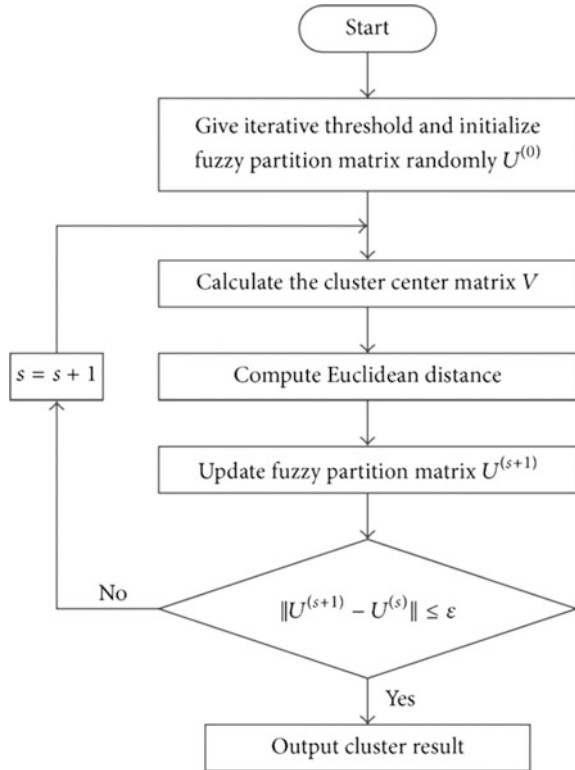 Start
Give iterative threshold and initialize
fuzzy partition matrix randomly U^(0)
Calculate the cluster center matrix V
s = s + 1
Compute Euclidean distance
Update fuzzy partition matrix U^(s+1)
No
‖U^(s+1) − U^(s)‖ ≤ ε
Yes
Output cluster result